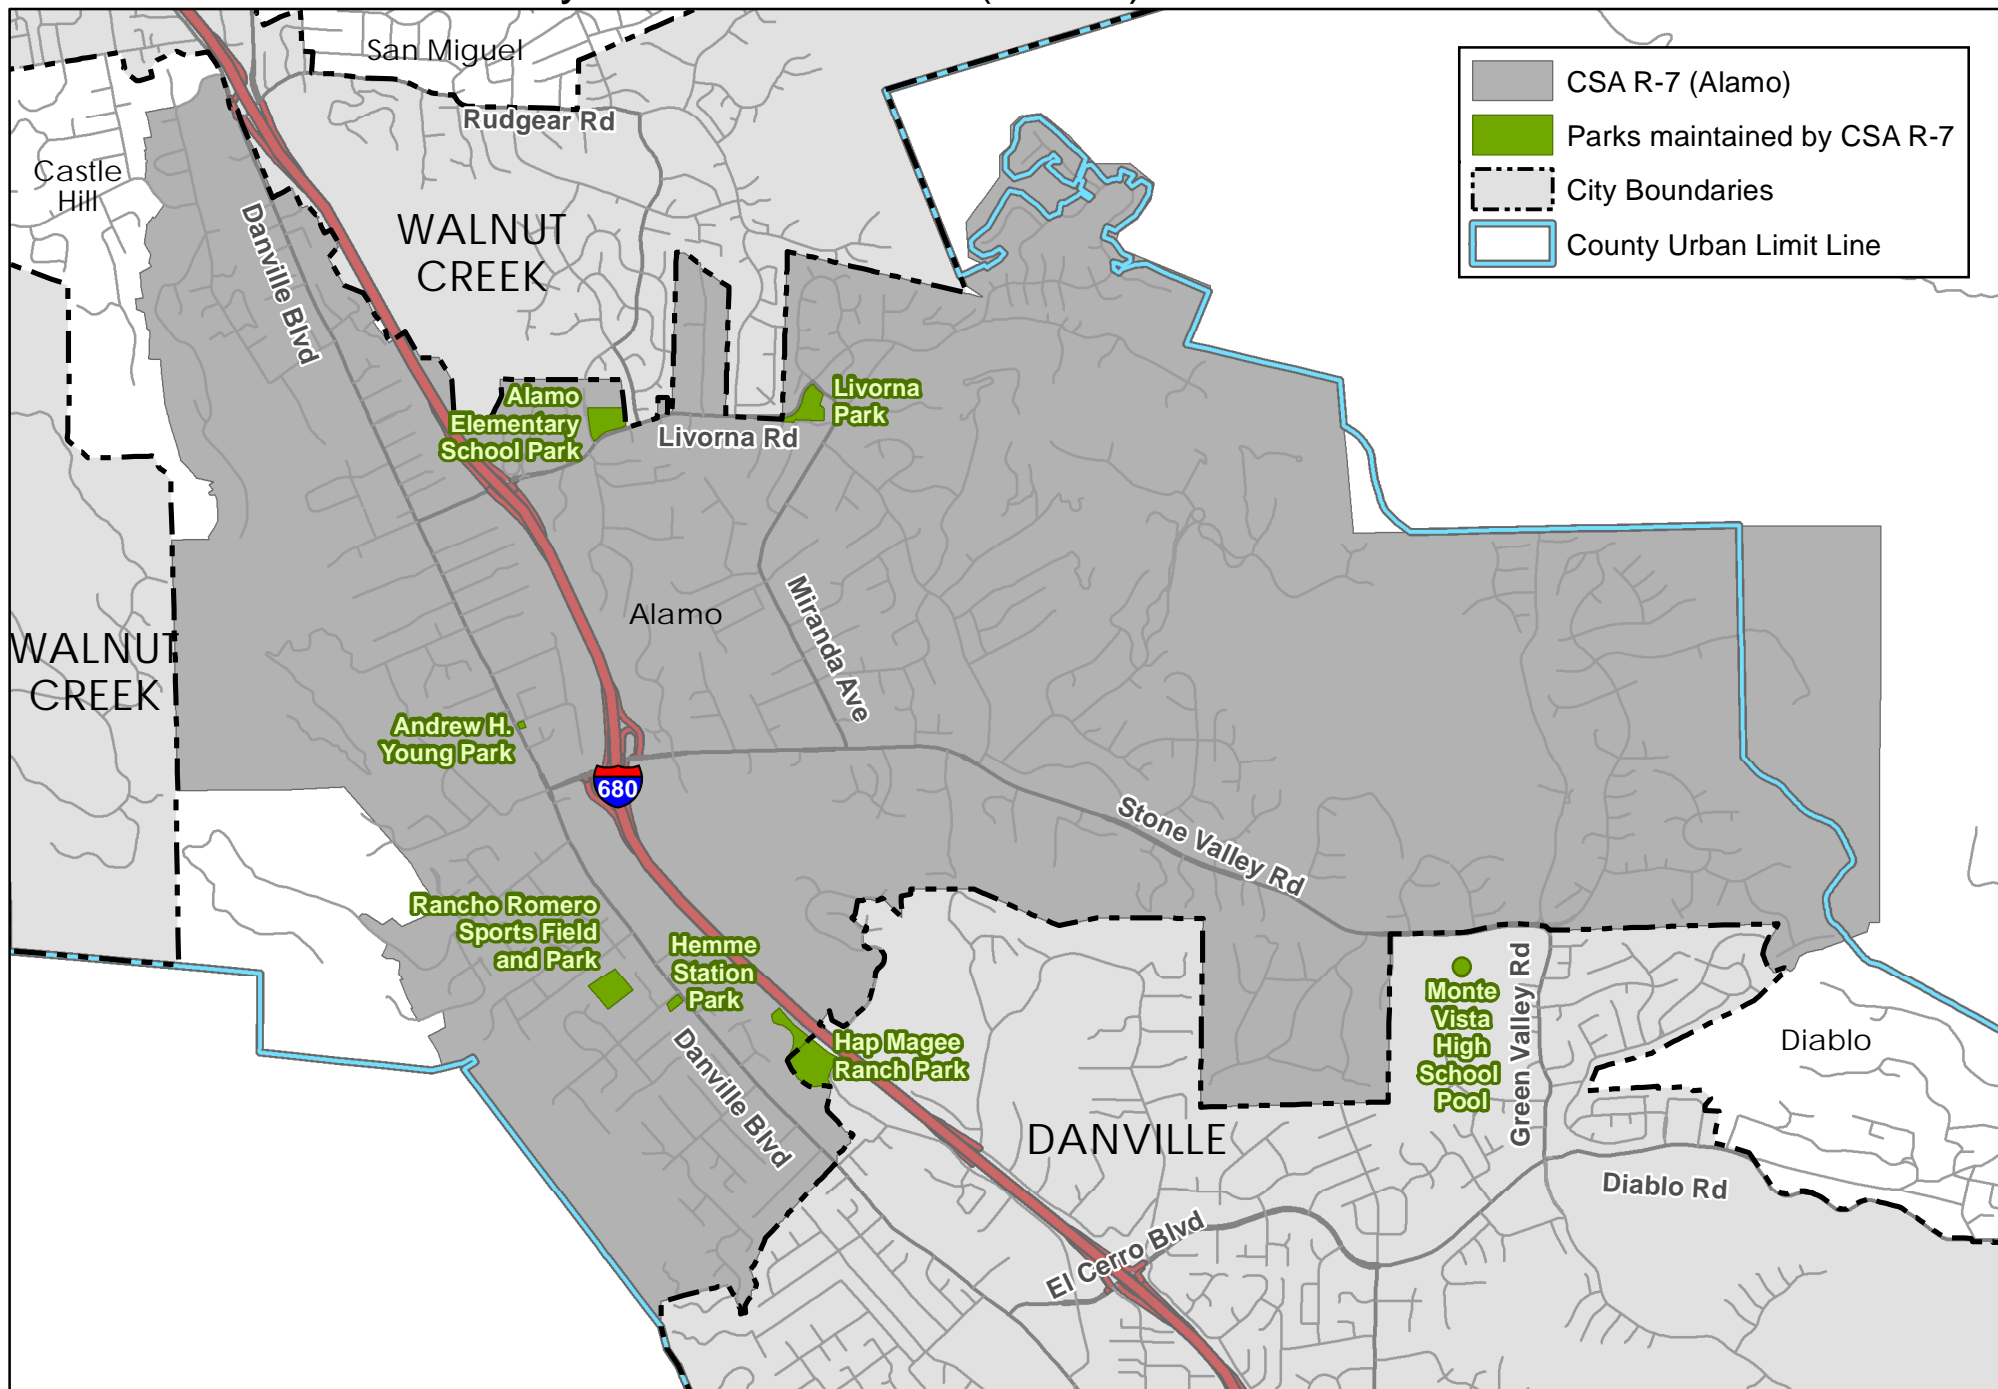 San Miguel
Rudgear Rd
Castle
Hill
WALNUT
CREEK
Danville Blvd
CSA R-7 (Alamo)
Parks maintained by CSA R-7
City Boundaries
County Urban Limit Line
Alamo
Elementary
School Park
Livorna
Park
Livorna Rd
Alamo
Miranda Ave
WALNUT
CREEK
Andrew H.
Young Park
680
Stone Valley Rd
Rancho Romero
Sports Field
and Park
Hemme
Station
Park
Hap Magee
Ranch Park
Danville Blvd
Monte
Vista
High
School
Pool
Green Valley Rd
Diablo
DANVILLE
Diablo Rd
El Cerro Blvd